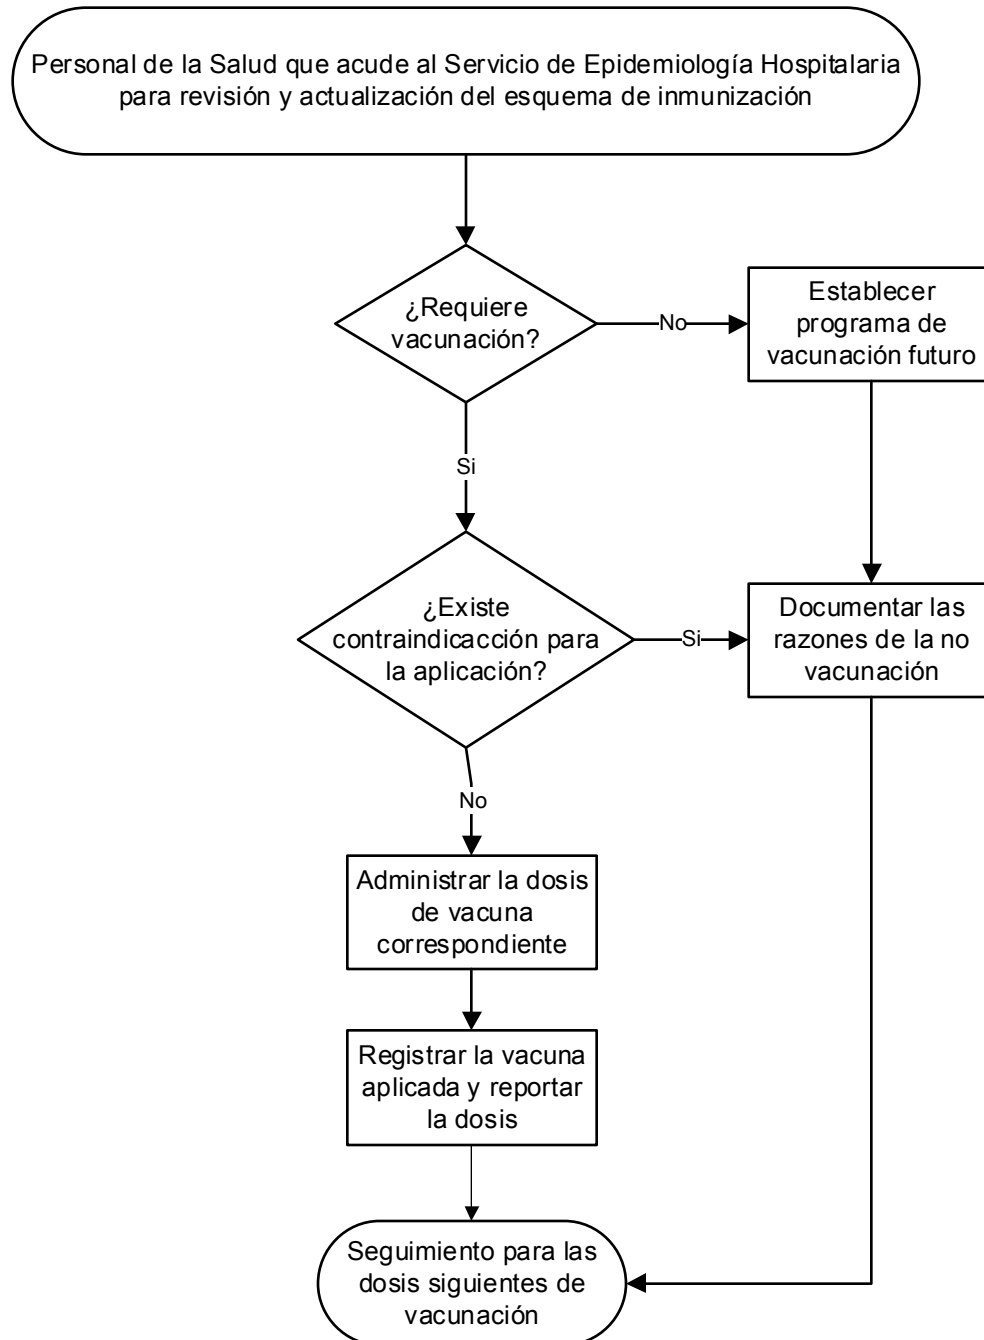 Personal de la Salud que acude al Servicio de Epidemiología Hospitalaria
para revisión y actualización del esquema de inmunización
¿Requiere
vacunación?
No
Establecer
programa de
vacunación futuro
Si
¿Existe
contraindicacción para
la aplicación?
Si
Documentar las
razones de la no
vacunación
No
Administrar la dosis
de vacuna
correspondiente
Registrar la vacuna
aplicada y reportar
la dosis
Seguimiento para las
dosis siguientes de
vacunación